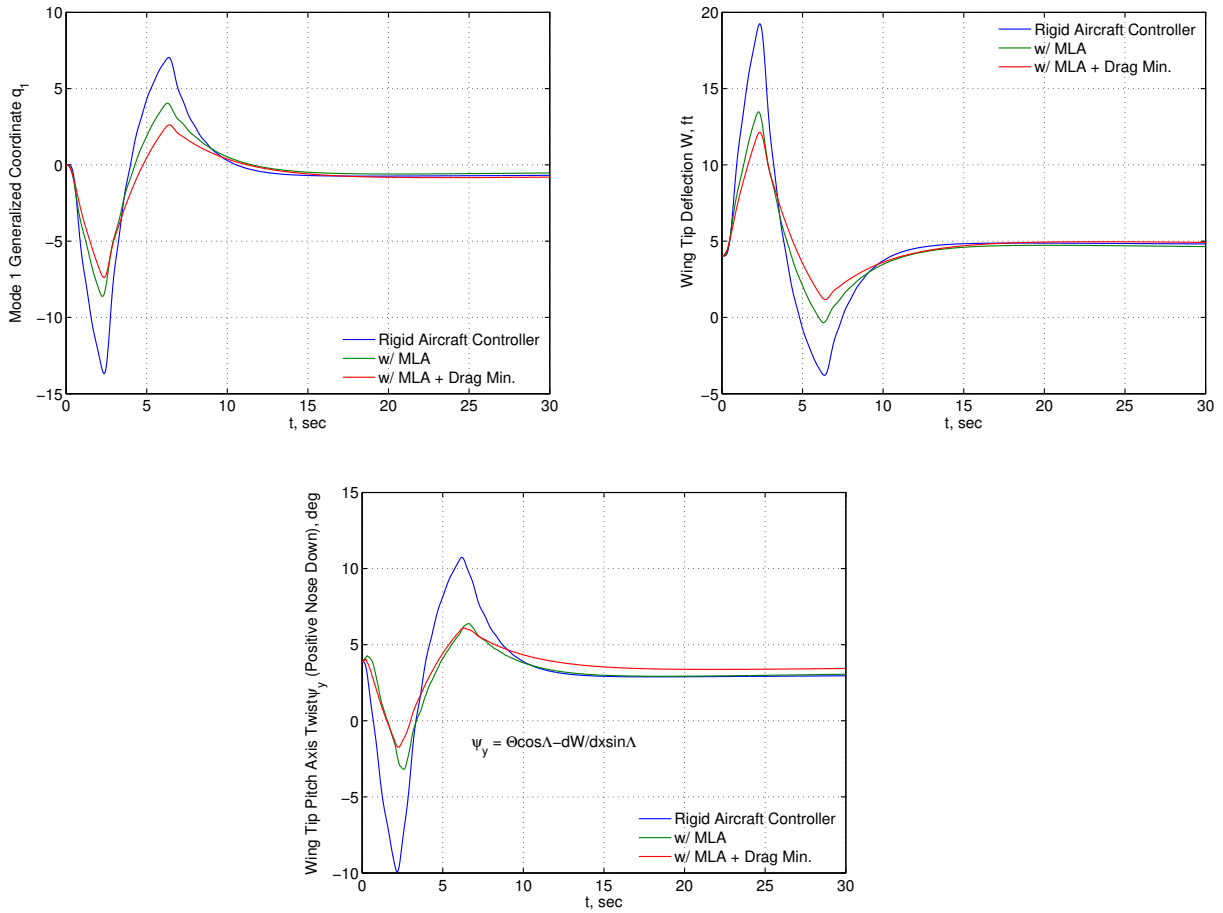 10
5
0
−5
−10
−15
0
5
10
15
20
25
30
t, sec
Mode 1 Generalized Coordinate q1
Rigid Aircraft Controller
w/ MLA
w/ MLA + Drag Min.
20
15
10
5
0
−5
0
5
10
15
20
25
30
t, sec
Wing Tip Deflection W, ft
Rigid Aircraft Controller
w/ MLA
w/ MLA + Drag Min.
15
10
5
0
−5
−10
0
5
10
15
20
25
30
t, sec
Wing Tip Pitch Axis Twistψy (Positive Nose Down), deg
ψy = ΘcosΛ−dW/dxsinΛ
Rigid Aircraft Controller
w/ MLA
w/ MLA + Drag Min.